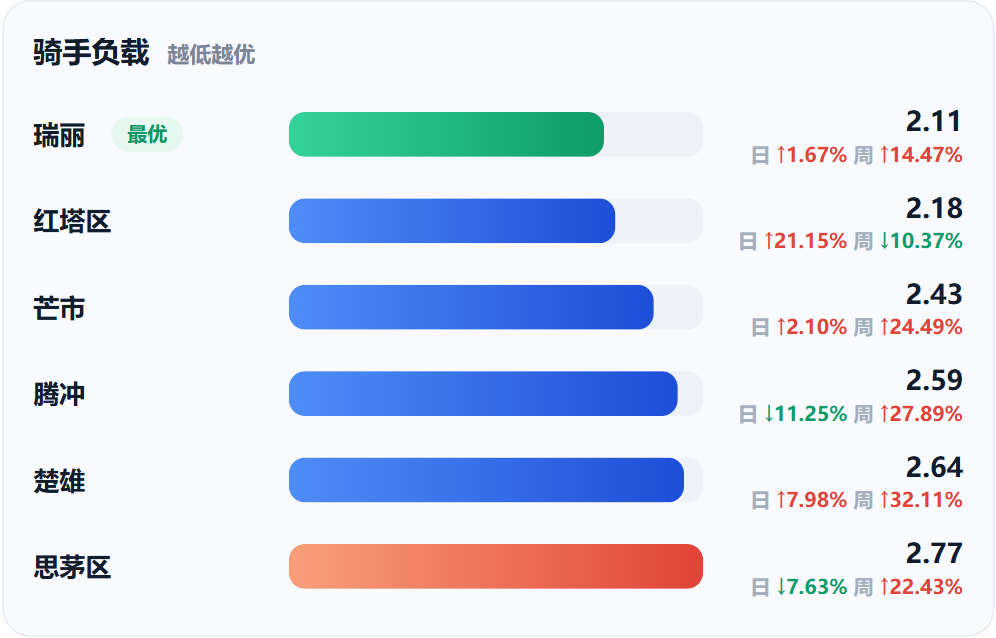 骑手负载 越低越优
瑞丽 最优 2.11
日 ↑1.67% 周 ↑14.47%
红塔区 2.18
日 ↑21.15% 周 ↓10.37%
芒市 2.43
日 ↑2.10% 周 ↑24.49%
腾冲 2.59
日 ↓11.25% 周 ↑27.89%
楚雄 2.64
日 ↑7.98% 周 ↑32.11%
思茅区 2.77
日 ↓7.63% 周 ↑22.43%